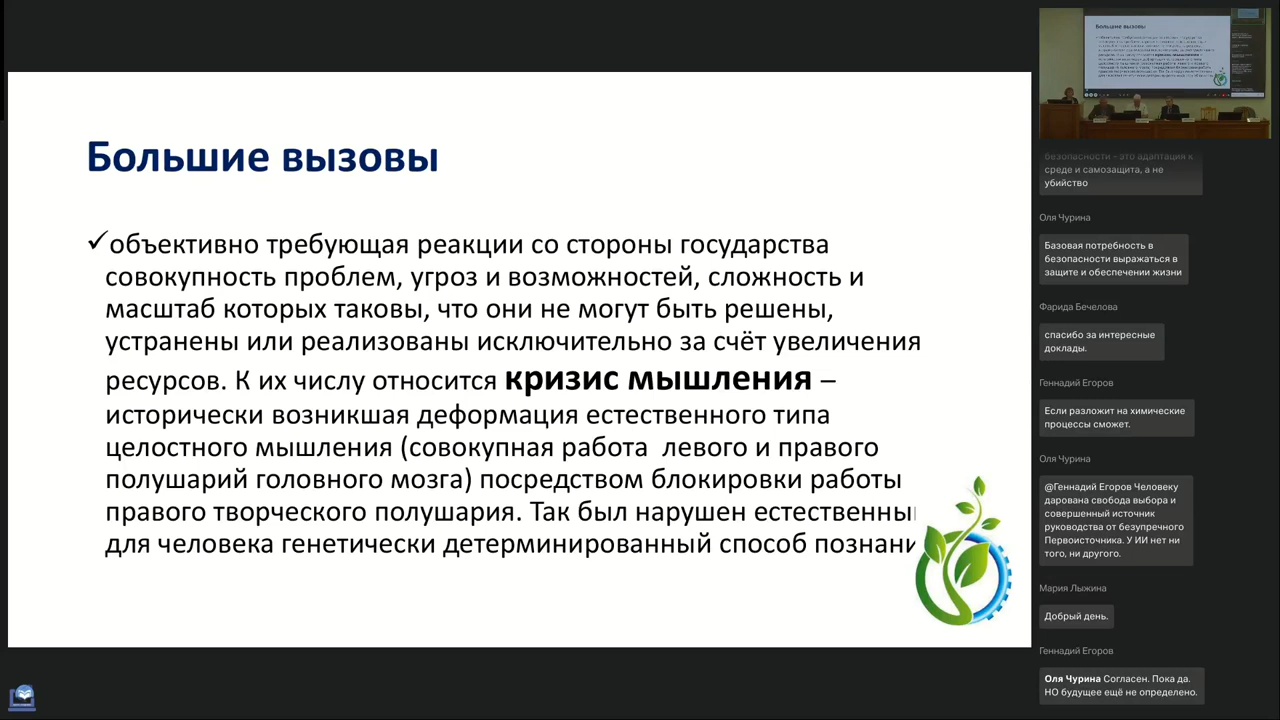 Большие вызовы
✓объективно требующая реакции со стороны государства
совокупность проблем, угроз и возможностей, сложность и
масштаб которых таковы, что они не могут быть решены,
устранены или реализованы исключительно за счёт увеличения
ресурсов. К их числу относится кризис мышления –
исторически возникшая деформация естественного типа
целостного мышления (совокупная работа левого и правого
полушарий головного мозга) посредством блокировки работы
правого творческого полушария. Так был нарушен естественны
для человека генетически детерминированный способ познани
Большие вызовы
безопасности - это адаптация к
среде и самозащита, а не
убийство
Оля Чурина
Базовая потребность в
безопасности выражаться в
защите и обеспечении жизни
Фарида Бечелова
спасибо за интересные
доклады.
Геннадий Егоров
Если разложит на химические
процессы сможет.
Оля Чурина
@Геннадий Егоров Человеку
дарована свобода выбора и
совершенный источник
руководства от безупречного
Первоисточника. У ИИ нет ни
того, ни другого.
Мария Лыжина
Добрый день.
Геннадий Егоров
Оля Чурина Согласен. Пока да.
НО будущее ещё не определено.